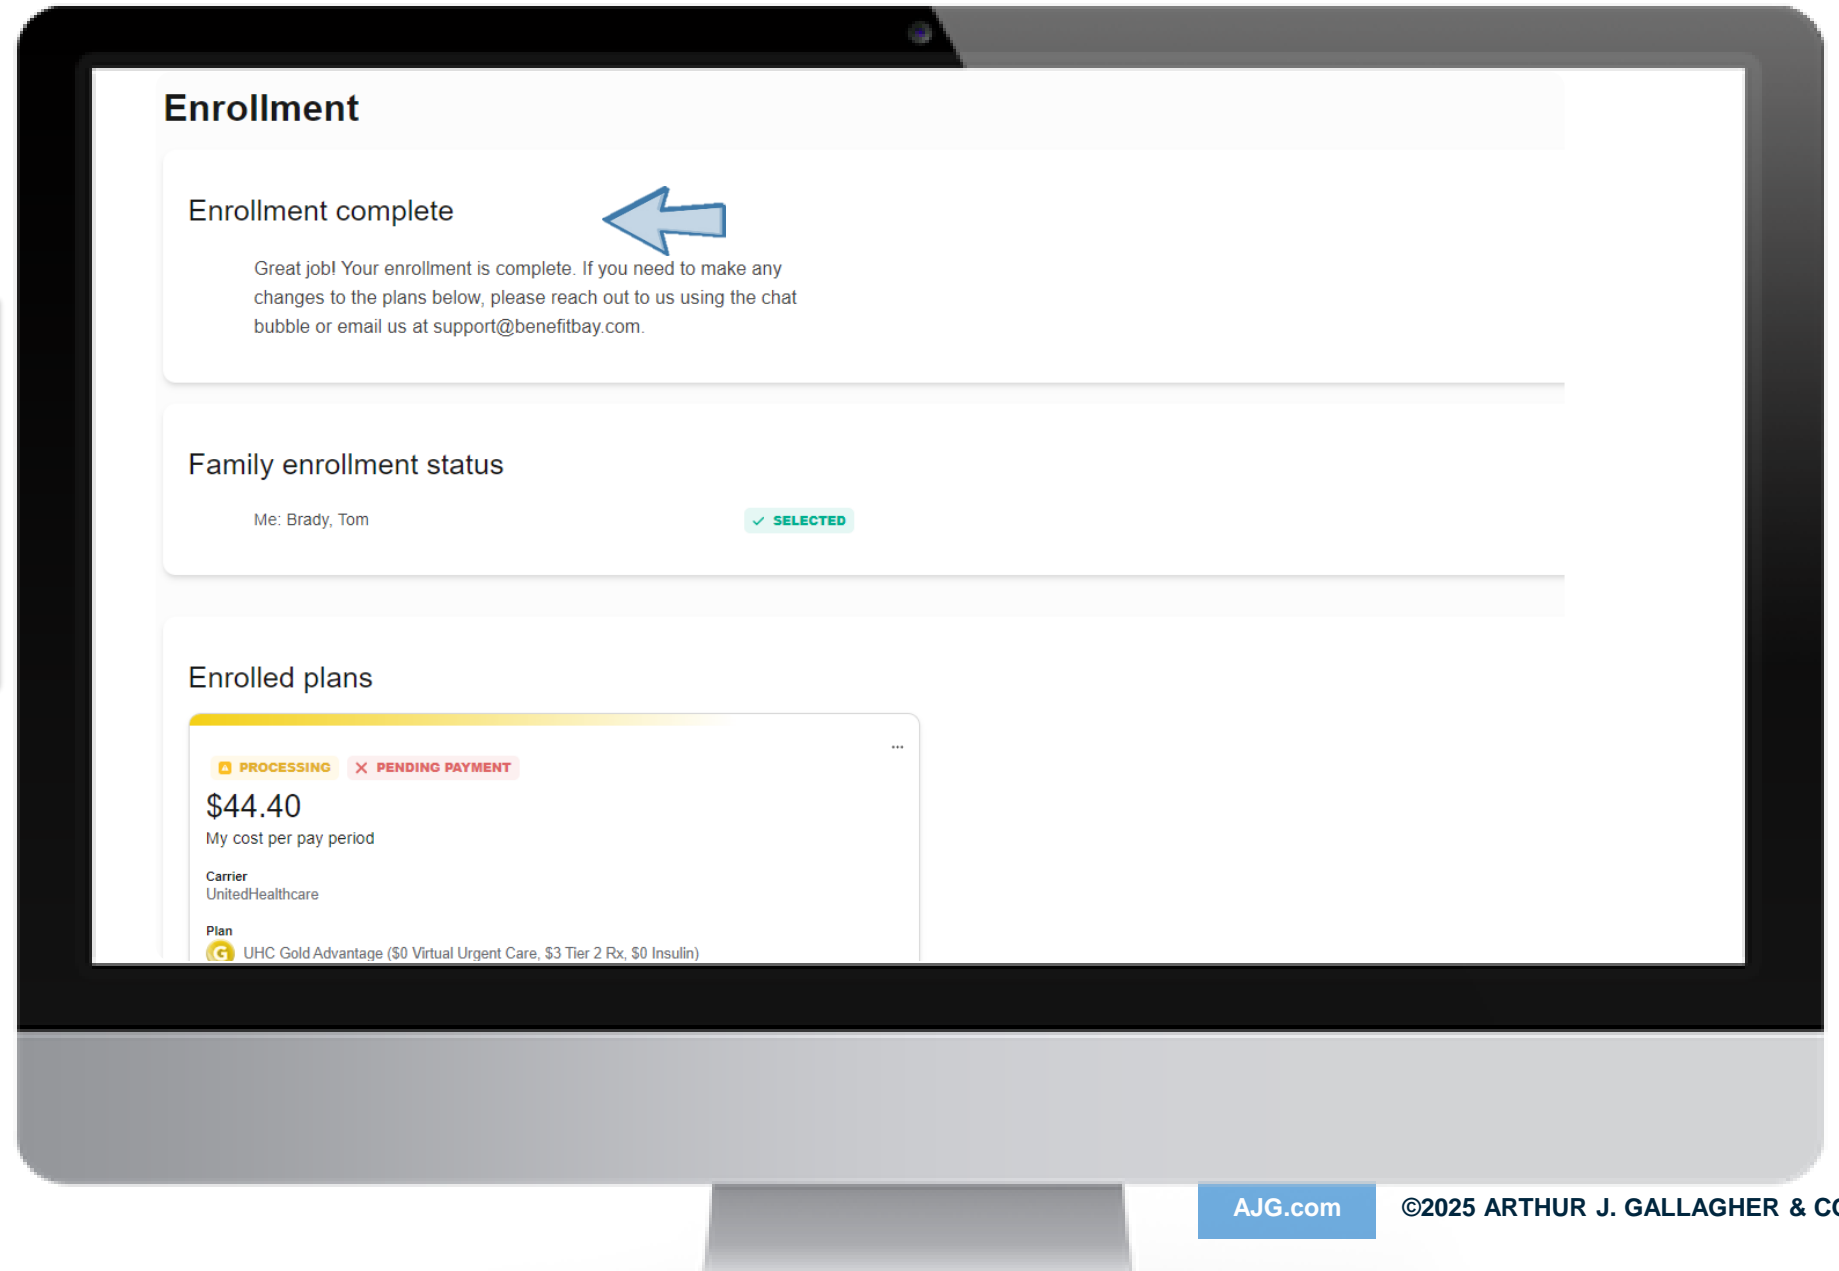 Enrollment
Enrollment complete
Great job! Your enrollment is complete. If you need to make any
changes to the plans below, please reach out to us using the chat
bubble or email us at support@benefitbay.com.
Family enrollment status
Me: Brady, Tom
SELECTED
Enrolled plans
...
PROCESSING PENDING PAYMENT
$44.40
My cost per pay period
Carrier
UnitedHealthcare
Plan
G UHC Gold Advantage ($0 Virtual Urgent Care, $3 Tier 2 Rx, $0 Insulin)
AJG.com ©2025 ARTHUR J. GALLAGHER &